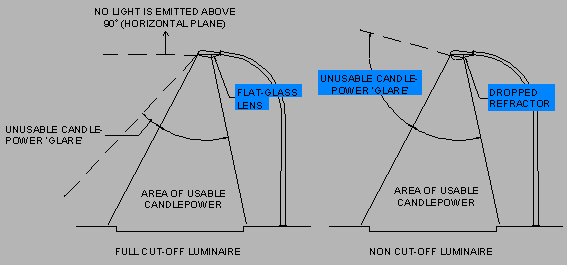 NO LIGHT IS EMITTED ABOVE
90° (HORIZONTAL PLANE)
FLAT-GLASS
LENS
UNUSABLE CANDLE-
POWER 'GLARE'
AREA OF USABLE
CANDLEPOWER
FULL CUT-OFF LUMINAIRE
UNUSABLE CANDLE-
POWER 'GLARE'
DROPPED
REFRACTOR
AREA OF USABLE
CANDLEPOWER
NON CUT-OFF LUMINAIRE